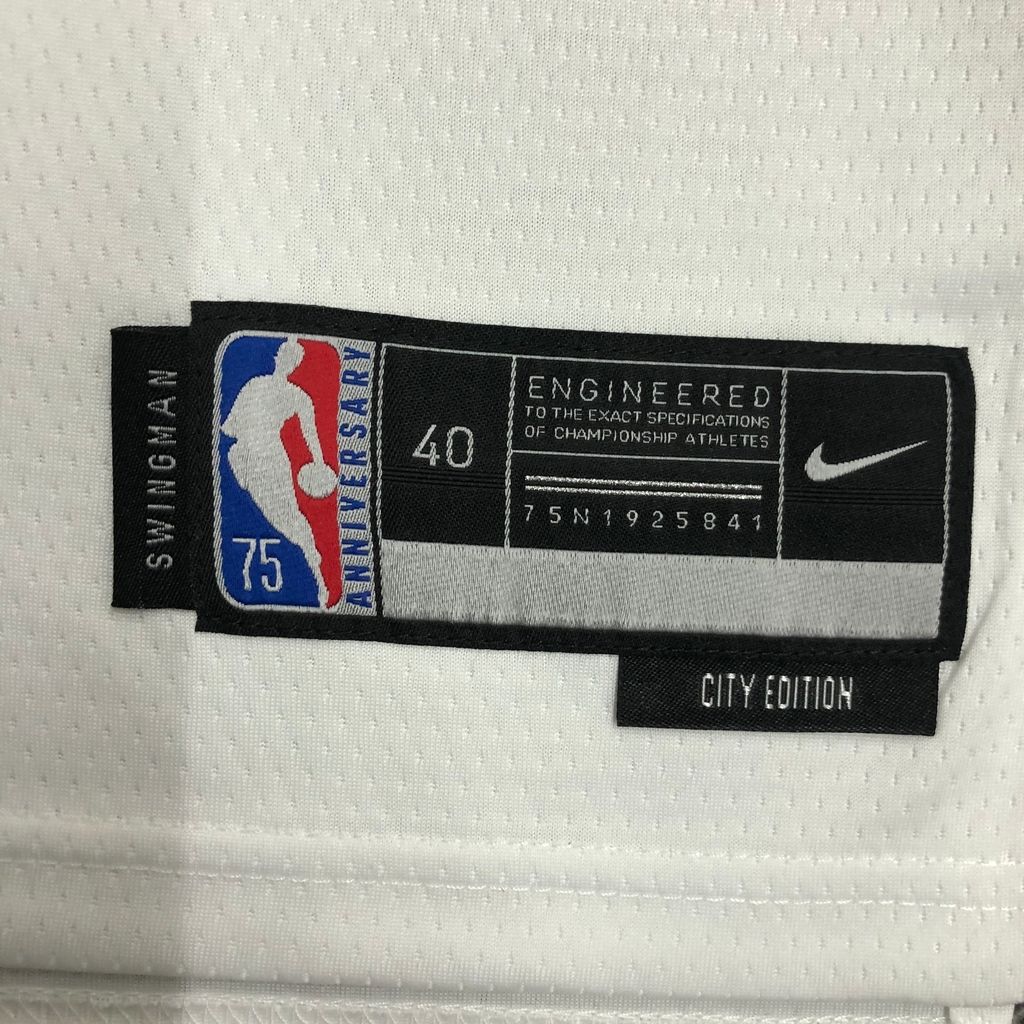 SWINGMAN
75
ANNIVERSARY
40
ENGINEERED
TO THE EXACT SPECIFICATIONS
OF CHAMPIONSHIP ATHLETES
75N1925841
CITY EDITION